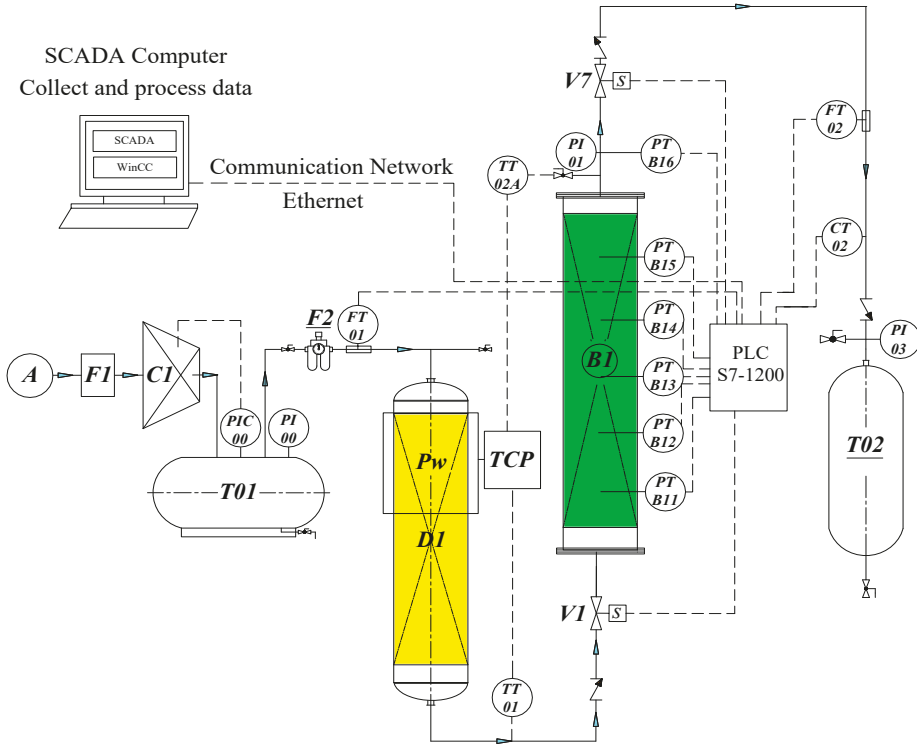 SCADA Computer
Collect and process data
SCADA
WinCC
Communication Network
Ethernet
V7
S
FT
02
PI
01
PT
B16
TT
02A
CT
02
PT
B15
PT
B14
F2
FT
01
PI
03
PLC
S7-1200
B1
PT
B13
A
F1
C1
PIC
00
PI
00
PT
B12
T02
Pw
TCP
T01
PT
B11
D1
V1
S
TT
01